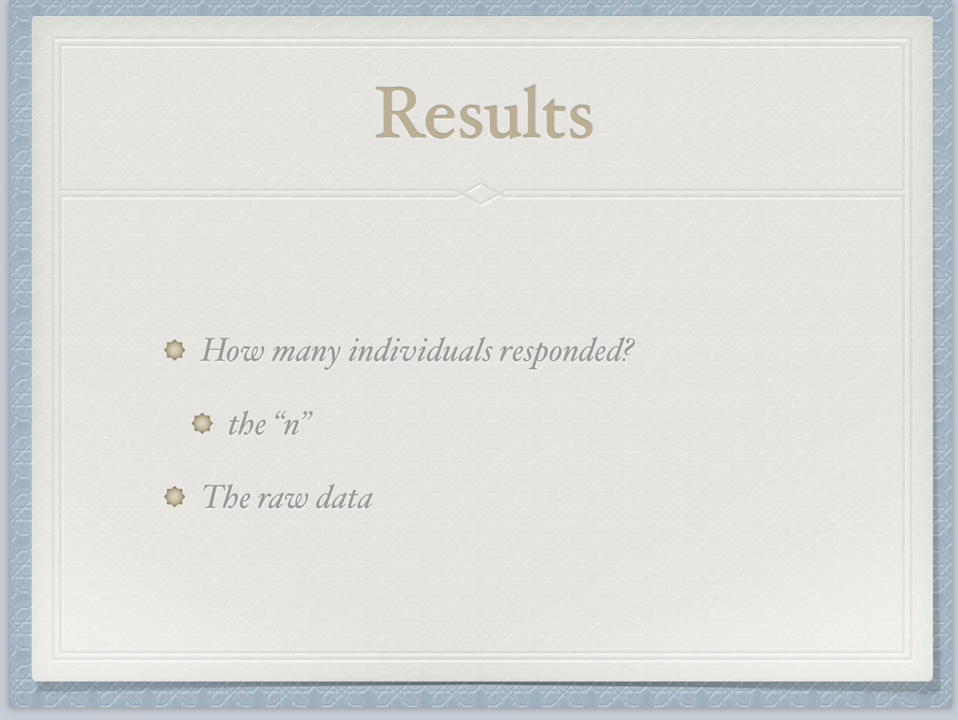 Results
How many individuals responded?
the “n”
The raw data